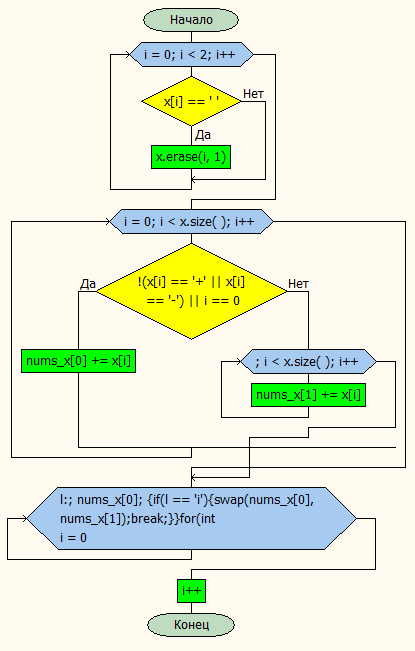 Начало
i = 0; i < 2; i++
x[i] == ' '
Нет
Да
x.erase(i, 1)
i = 0; i < x.size( ); i++
Да
!(x[i] == '+' || x[i]
== '-') || i == 0
Нет
nums_x[0] += x[i]
; i < x.size( ); i++
nums_x[1] += x[i]
l:; nums_x[0]; {if(l == 'i'){swap(nums_x[0],
nums_x[1]);break;}}for(int
i = 0
i++
Конец